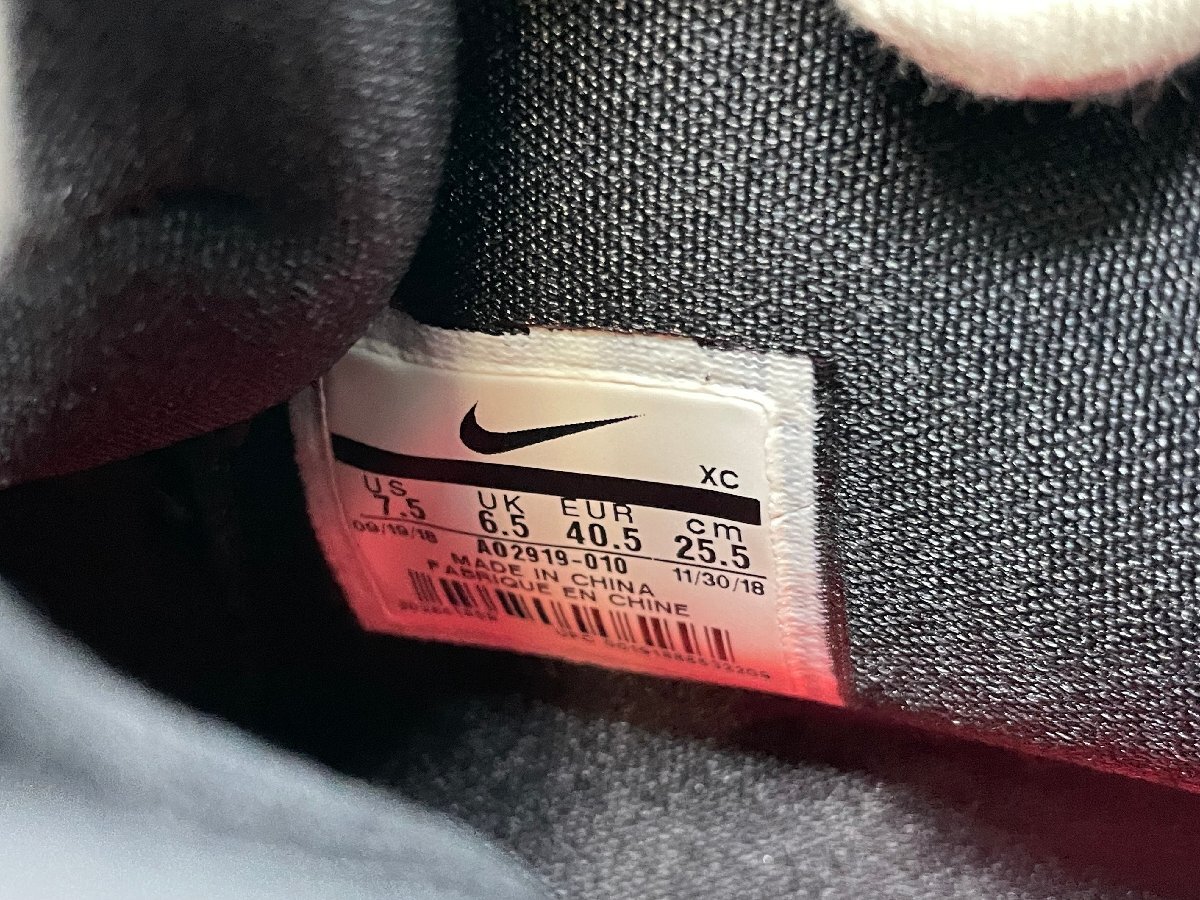 XC
US UK EUR cm
7.5 6.5 40.5 25.5
09/19/18 AO2919-010 11/30/18
MADE IN CHINA
FABRIQUE EN CHINE